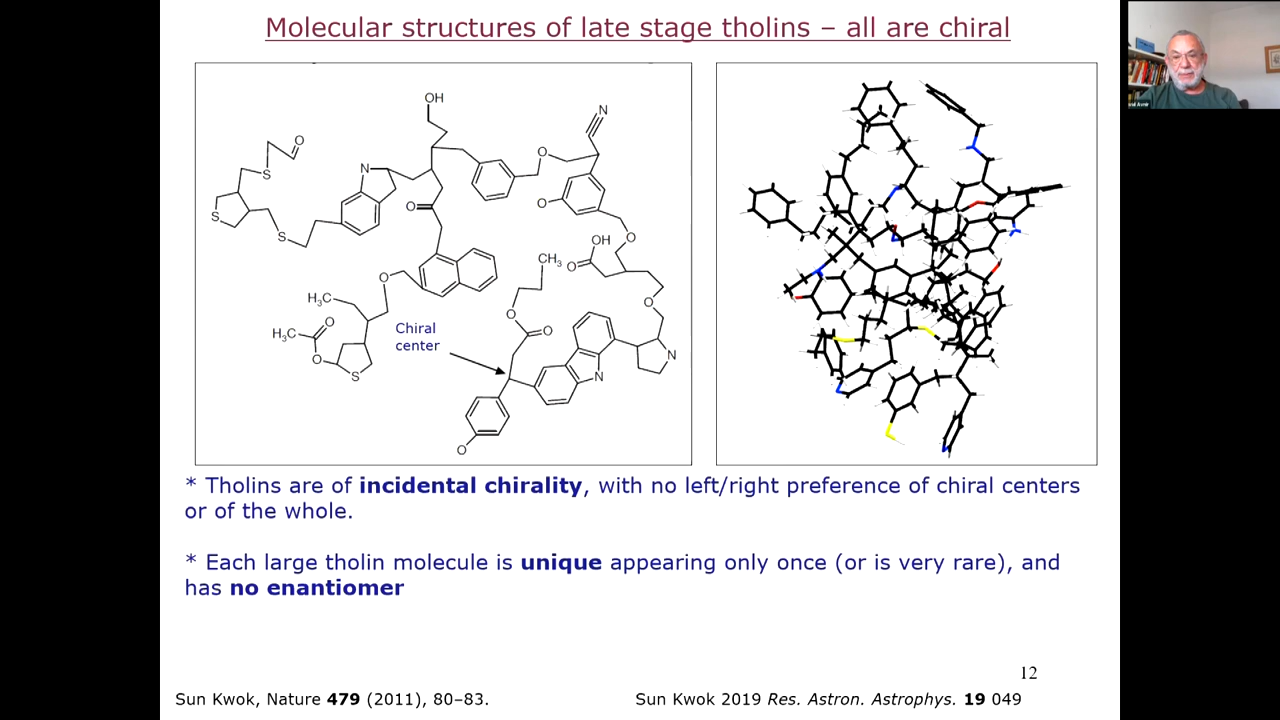 Molecular structures of late stage tholins – all are chiral
OH
N
O
O
N
S
O
S
O
S
OH
O
O
CH3
O
O
H3C
O
O
Chiral
center
H3C
O
O
O
S
N
N
O
* Tholins are of incidental chirality, with no left/right preference of chiral centers
or of the whole.
* Each large tholin molecule is unique appearing only once (or is very rare), and
has no enantiomer
12
Sun Kwok, Nature 479 (2011), 80–83.
Sun Kwok 2019 Res. Astron. Astrophys. 19 049